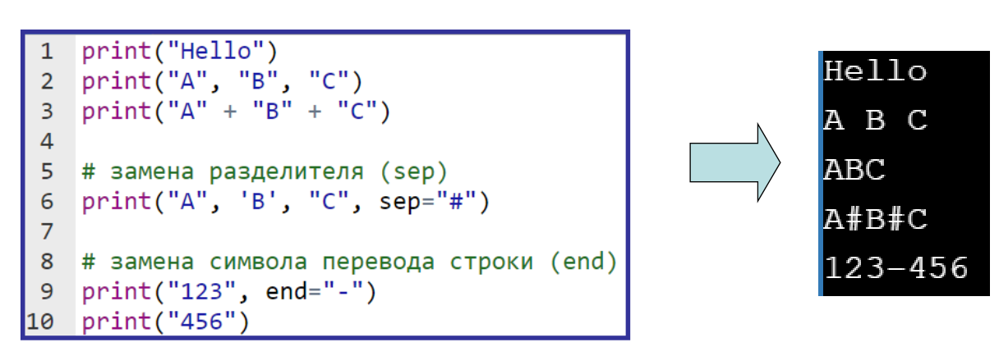 1 print("Hello")
2 print("A", "B", "C")
3 print("A" + "B" + "C")
4
5 # замена разделителя (sep)
6 print("A", 'B', "C", sep="#")
7
8 # замена символа перевода строки (end)
9 print("123", end="-")
10 print("456")
Hello
A B C
ABC
A#B#C
123-456